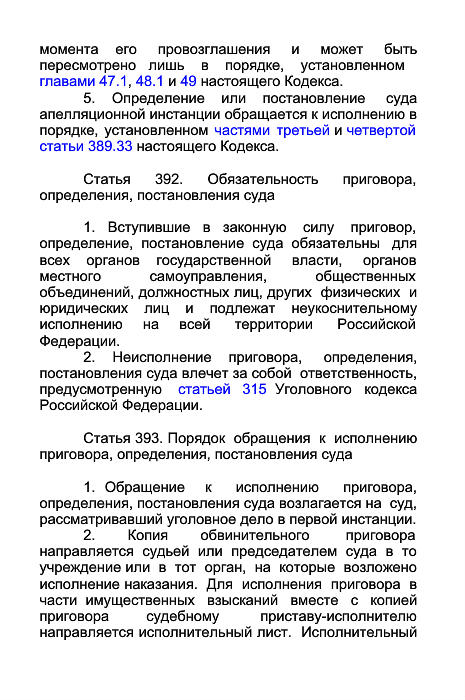 момента его провозглашения и может быть
пересмотрено лишь в порядке, установленном
главами 47.1, 48.1 и 49 настоящего Кодекса.
5. Определение или постановление суда
апелляционной инстанции обращается к исполнению в
порядке, установленном частями третьей и четвертой
статьи 389.33 настоящего Кодекса.
Статья 392. Обязательность приговора,
определения, постановления суда
1. Вступившие в законную силу приговор,
определение, постановление суда обязательны для
всех органов государственной власти, органов
местного самоуправления, общественных
объединений, должностных лиц, других физических и
юридических лиц и подлежат неукоснительному
исполнению на всей территории Российской
Федерации.
2. Неисполнение приговора, определения,
постановления суда влечет за собой ответственность,
предусмотренную статьей 315 Уголовного кодекса
Российской Федерации.
Статья 393. Порядок обращения к исполнению
приговора, определения, постановления суда
1. Обращение к исполнению приговора,
определения, постановления суда возлагается на суд,
рассматривавший уголовное дело в первой инстанции.
2. Копия обвинительного приговора
направляется судьей или председателем суда в то
учреждение или в тот орган, на которые возложено
исполнение наказания. Для исполнения приговора в
части имущественных взысканий вместе с копией
приговора судебному приставу-исполнителю
направляется исполнительный лист. Исполнительный